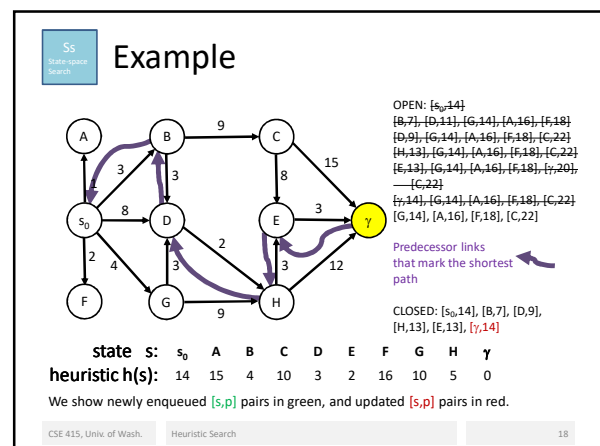 Ss
State-space
Search
Example
OPEN: [s₀,14]
[B,7], [D,11], [G,14], [A,16], [F,18]
[D,9], [G,14], [A,16], [F,18], [C,22]
[H,13], [G,14], [A,16], [F,18], [C,22]
[E,13], [G,14], [A,16], [F,18], [γ,20],
[C,22]
[γ,14], [G,14], [A,16], [F,18], [C,22]
[G,14], [A,16], [F,18], [C,22]
Predecessor links
that mark the shortest
path
CLOSED: [s₀,14], [B,7], [D,9],
[H,13], [E,13], [γ,14]
A
B
9
C
15
1
3
3
8
s₀
8
D
2
E
3
γ
2
4
3
3
12
F
G
9
H
state s: s₀ A B C D E F G H γ
heuristic h(s): 14 15 4 10 3 2 16 10 5 0
We show newly enqueued [s,p] pairs in green, and updated [s,p] pairs in red.
CSE 415, Univ. of Wash.
Heuristic Search
18